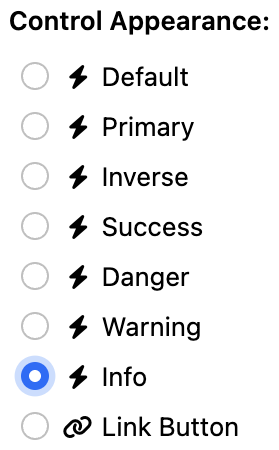 Control Appearance:
Default
Primary
Inverse
Success
Danger
Warning
Info
Link Button